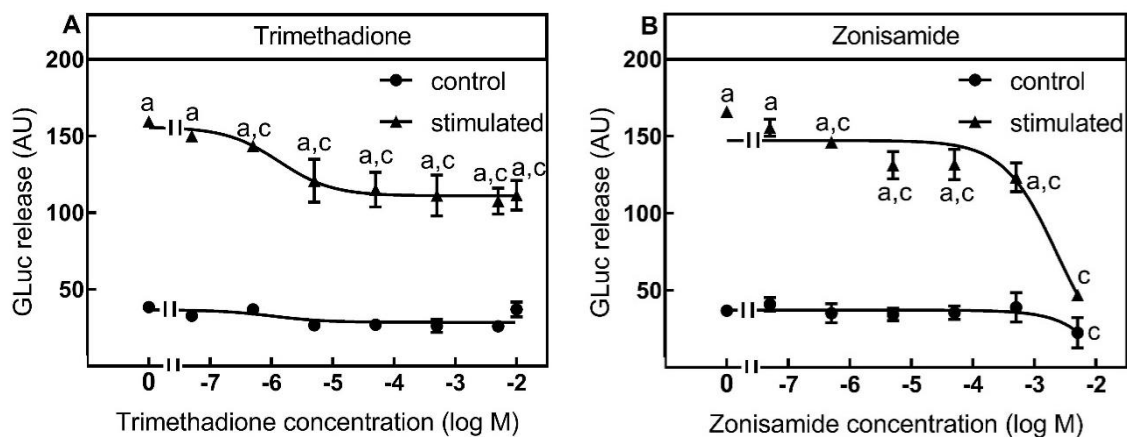 A
Trimethadione
200
150
100
50
GLuc release (AU)
control
stimulated
a
a
a,c
a,c
a,c
a,c
a,c
a,c
0
-7
-6
-5
-4
-3
-2
Trimethadione concentration (log M)
B
Zonisamide
200
150
100
50
GLuc release (AU)
control
stimulated
a
a
a,c
a,c
a,c
a,c
c
c
0
-7
-6
-5
-4
-3
-2
Zonisamide concentration (log M)